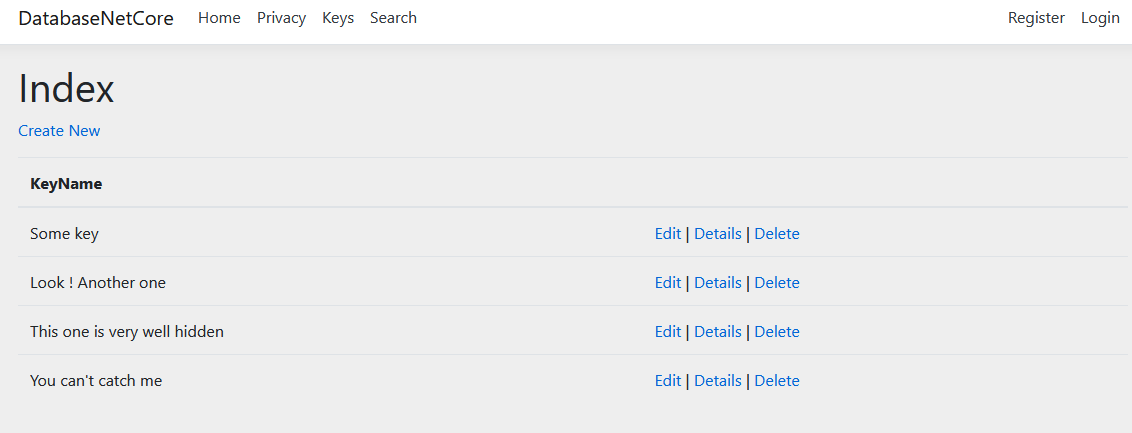 DatabaseNetCore Home Privacy Keys Search Register Login
Index
Create New
KeyName
Some key Edit | Details | Delete
Look ! Another one Edit | Details | Delete
This one is very well hidden Edit | Details | Delete
You can't catch me Edit | Details | Delete